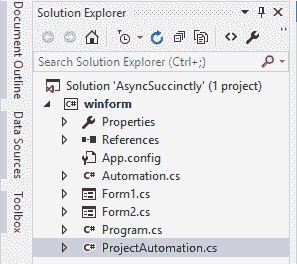 Solution Explorer
Search Solution Explorer (Ctrl+;)
Solution 'AsyncSuccinctly' (1 project)
C# winform
Properties
References
App.config
C# Automation.cs
Form1.cs
Form2.cs
C# Program.cs
C# ProjectAutomation.cs
Document Outline
Data Sources
Toolbox